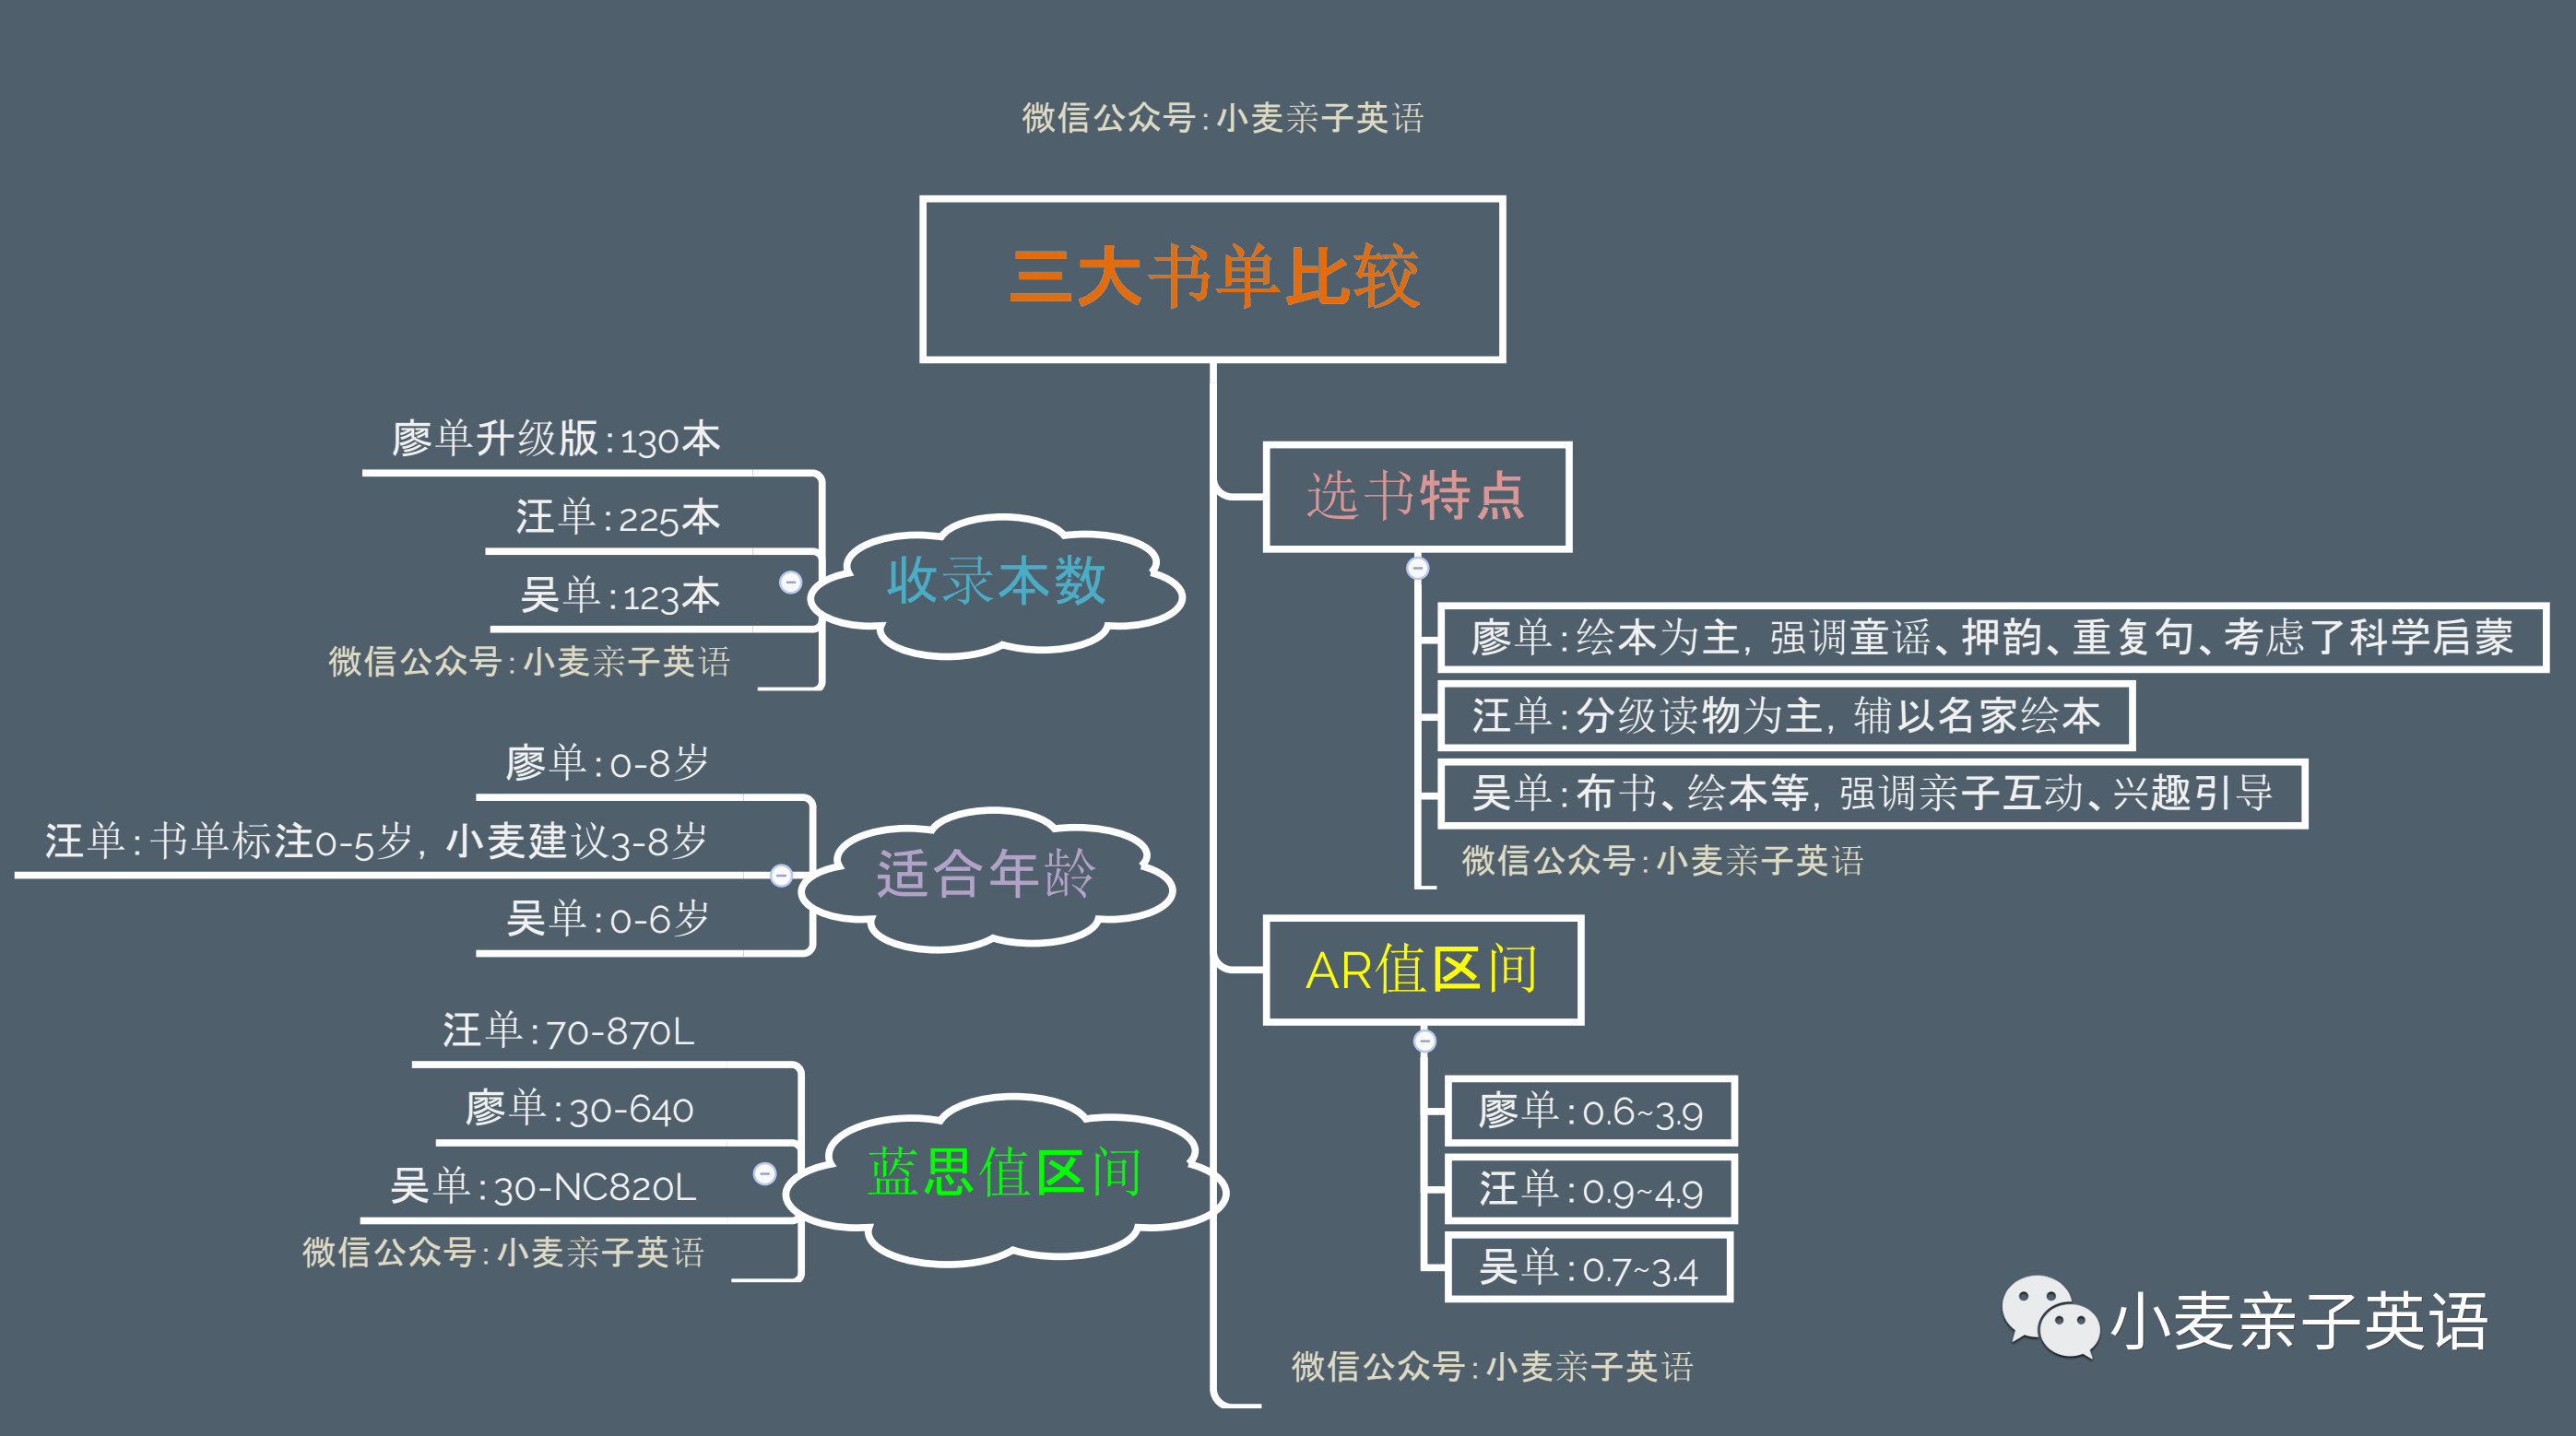 微信公众号:小麦亲子英语
三大书单比较
廖单升级版:130本
汪单:225本
吴单:123本
微信公众号:小麦亲子英语
收录本数
廖单:0-8岁
汪单:书单标注0-5岁, 小麦建议3-8岁
吴单:0-6岁
适合年龄
汪单:70-870L
廖单:30-640
吴单:30-NC820L
微信公众号:小麦亲子英语
蓝思值区间
选书特点
廖单:绘本为主, 强调童谣、押韵、重复句、考虑了科学启蒙
汪单:分级读物为主, 辅以名家绘本
吴单:布书、绘本等, 强调亲子互动、兴趣引导
微信公众号:小麦亲子英语
AR值区间
廖单:0.6~3.9
汪单:0.9~4.9
吴单:0.7~3.4
微信公众号:小麦亲子英语
小麦亲子英语